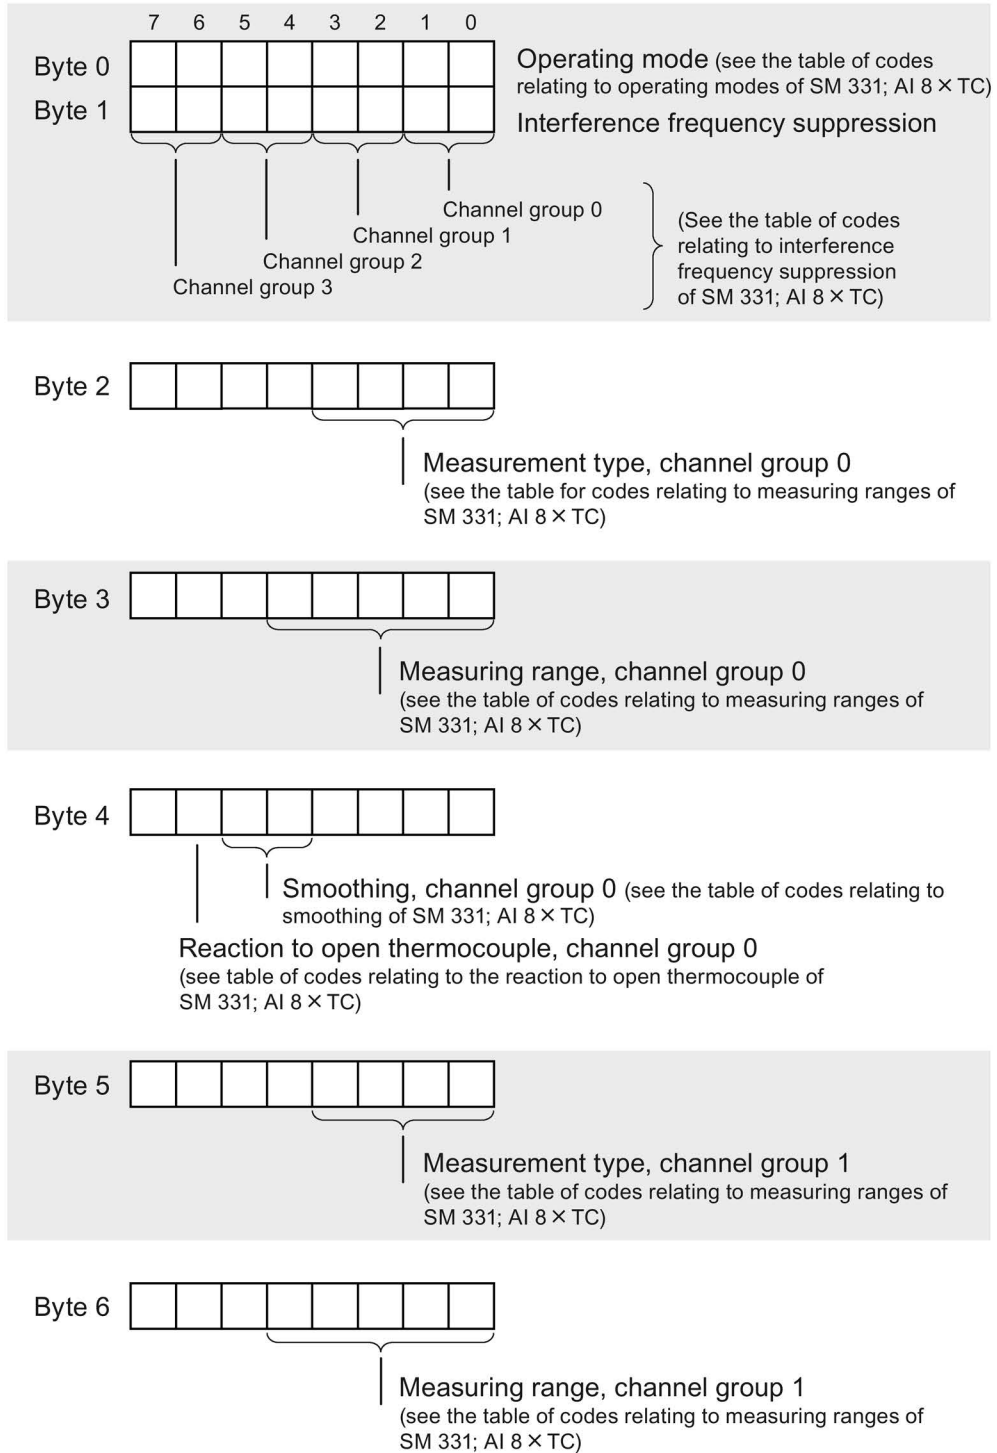 7 6 5 4 3 2 1 0
Byte 0
Byte 1
Operating mode (see the table of codes
relating to operating modes of SM 331; AI 8 × TC)
Interference frequency suppression
Channel group 0
Channel group 1
Channel group 2
Channel group 3
(See the table of codes
relating to interference
frequency suppression
of SM 331; AI 8 × TC)
Byte 2
Measurement type, channel group 0
(see the table for codes relating to measuring ranges of
SM 331; AI 8 × TC)
Byte 3
Measuring range, channel group 0
(see the table of codes relating to measuring ranges of
SM 331; AI 8 × TC)
Byte 4
Smoothing, channel group 0 (see the table of codes relating to
smoothing of SM 331; AI 8 × TC)
Reaction to open thermocouple, channel group 0
(see table of codes relating to the reaction to open thermocouple of
SM 331; AI 8 × TC)
Byte 5
Measurement type, channel group 1
(see the table of codes relating to measuring ranges of
SM 331; AI 8 × TC)
Byte 6
Measuring range, channel group 1
(see the table of codes relating to measuring ranges of
SM 331; AI 8 × TC)